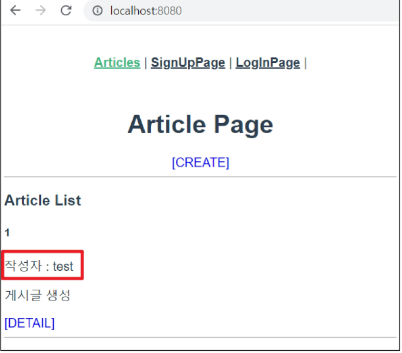 localhost:8080
Articles | SignUpPage | LogInPage |
Article Page
[CREATE]
Article List
1
작성자 : test
게시글 생성
[DETAIL]